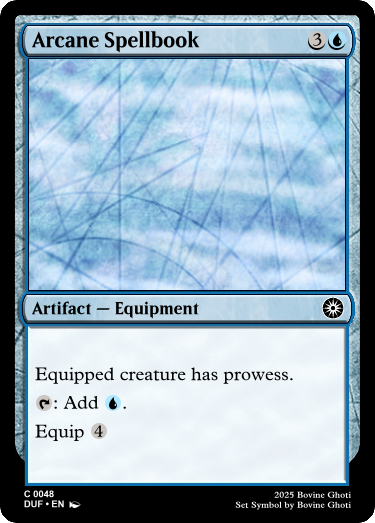 Arcane Spellbook 3
Artifact — Equipment
Equipped creature has prowess.
: Add .
Equip 4
C 0048
2025 Bovine Ghoti
DUF • EN
Set Symbol by Bovine Ghoti